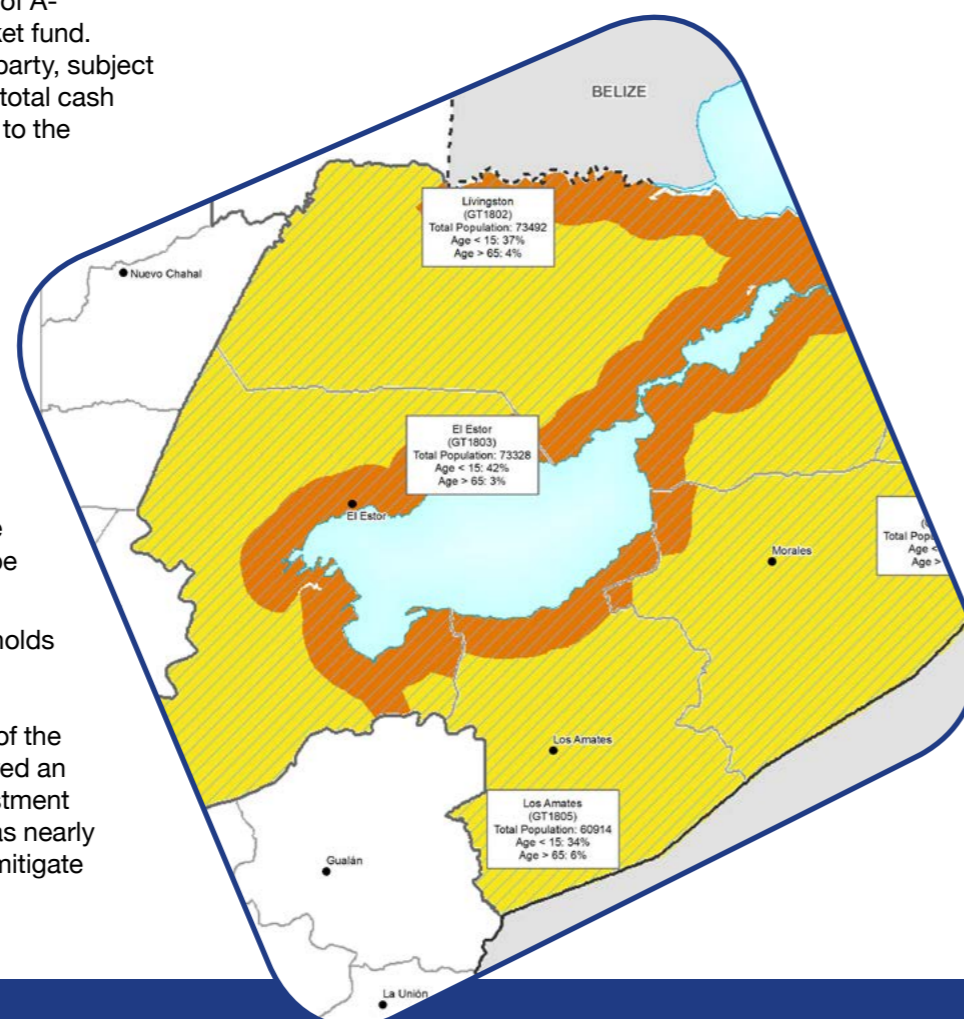 of A-
ket fund.
party, subject
total cash
to the
be
holds
of the
ed an
stment
as nearly
mitigate
BELIZE
Livingston
(GT1802)
Total Population: 73492
Age < 15: 37%
Age > 65: 4%
Nuevo Chahal
El Estor
(GT1803)
Total Population: 73328
Age < 15: 42%
Age > 65: 3%
El Estor
Total
Age <
Age >
Morales
Los Amates
Los Amates
(GT1805)
Total Population: 60914
Age < 15: 34%
Age > 65: 6%
Gualán
La Unión